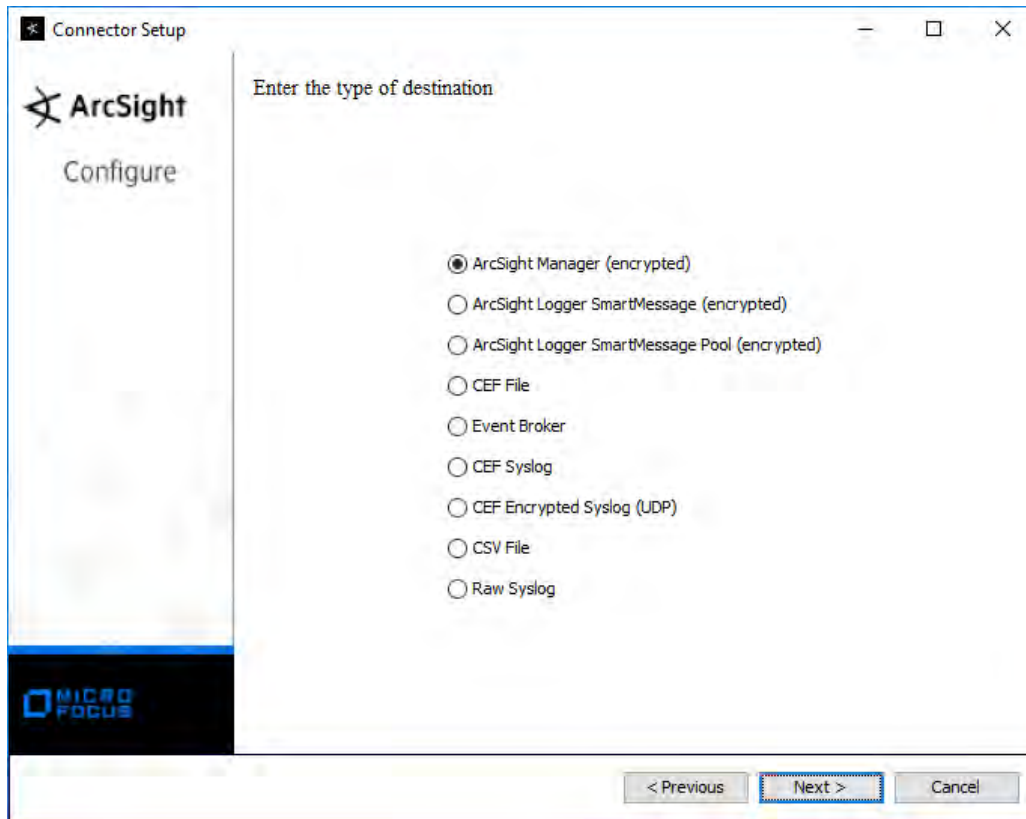 Connector Setup
ArcSight
Configure
Enter the type of destination
ArcSight Manager (encrypted)
ArcSight Logger SmartMessage (encrypted)
ArcSight Logger SmartMessage Pool (encrypted)
CEF File
Event Broker
CEF Syslog
CEF Encrypted Syslog (UDP)
CSV File
Raw Syslog
MICRO
FOCUS
< Previous
Next >
Cancel